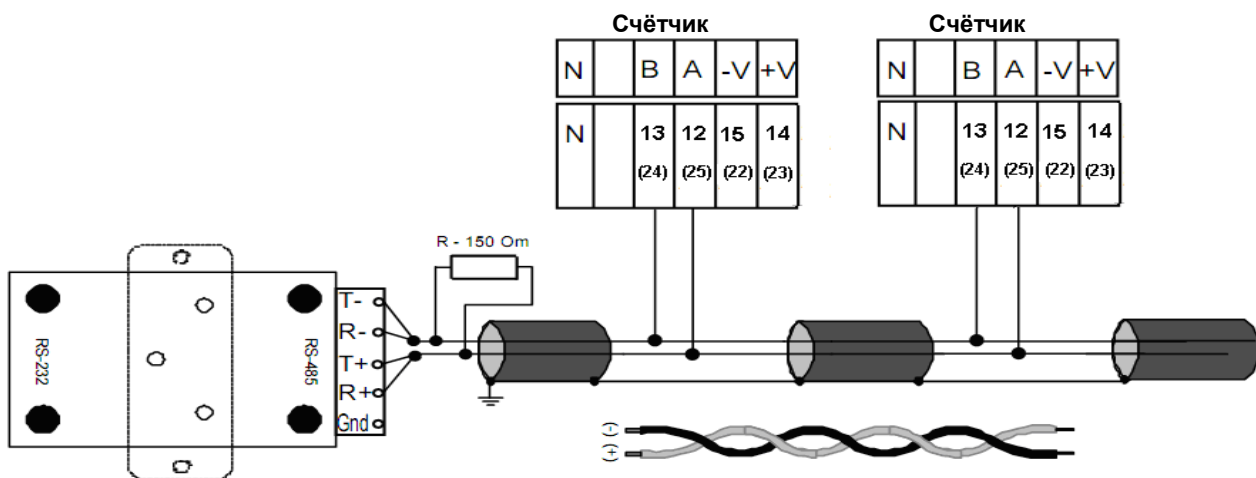 Счётчик
Счётчик
N B A -V +V
N B A -V +V
N 13 12 15 14
(24) (25) (22) (23)
N 13 12 15 14
(24) (25) (22) (23)
R - 150 Om
RS-232
RS-485
T-
R-
T+
R+
Gnd
(-)
(+)